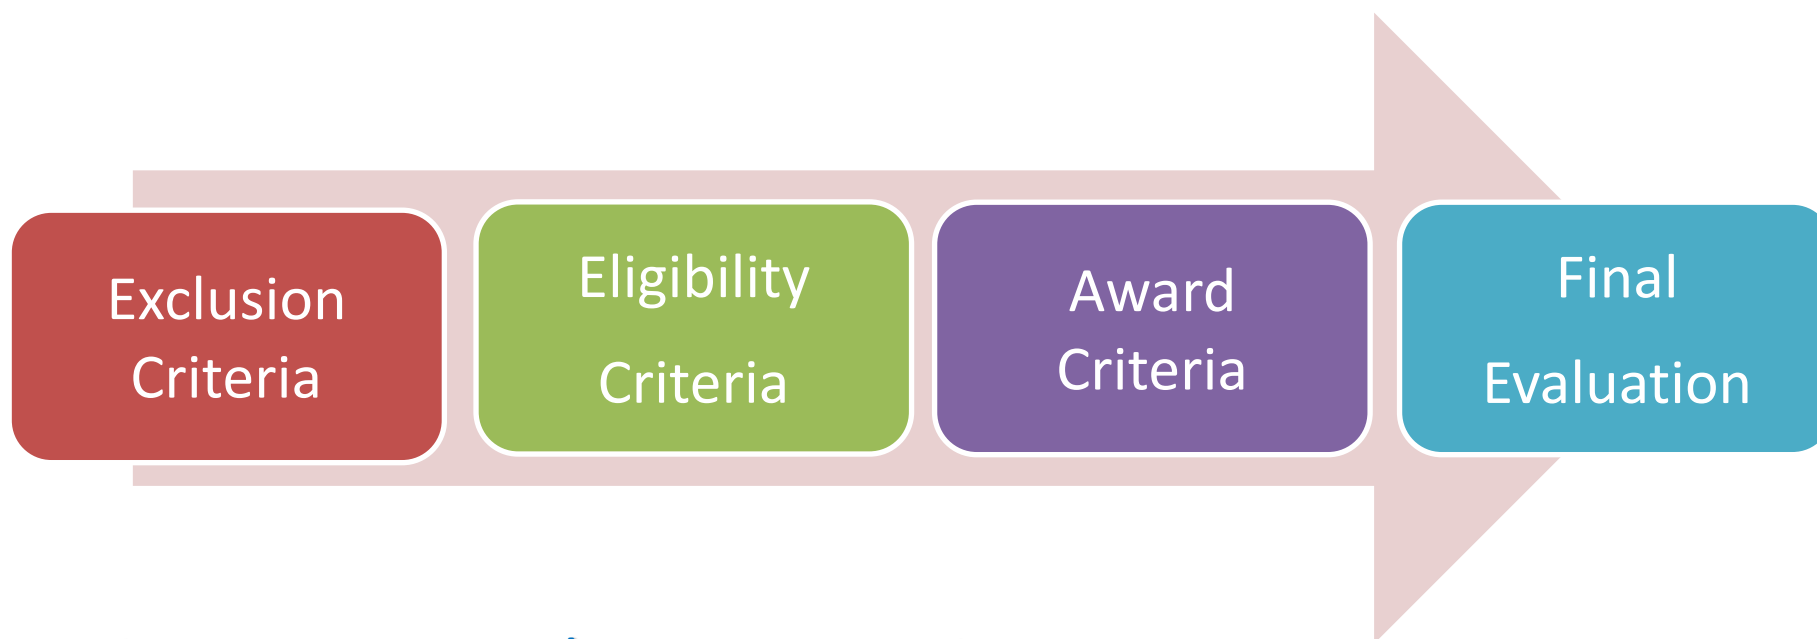 Exclusion
Criteria
Eligibility
Criteria
Award
Criteria
Final
Evaluation